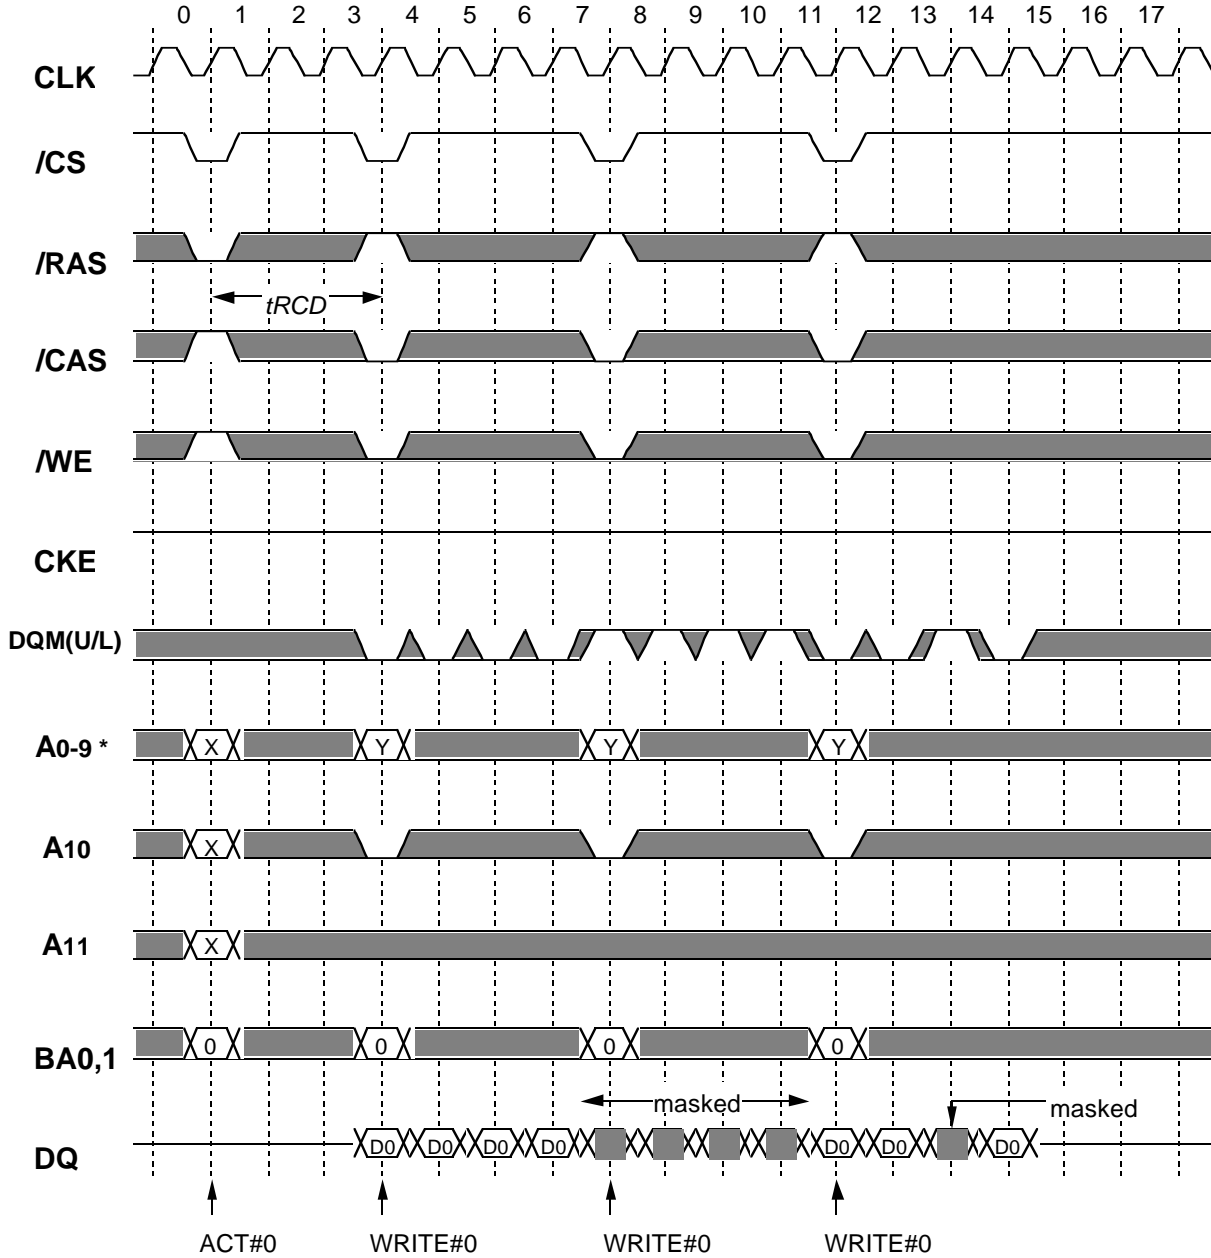 0 1 2 3 4 5 6 7 8 9 10 11 12 13 14 15 16 17
CLK
/CS
/RAS
tRCD
/CAS
/WE
CKE
DQM(U/L)
A0-9 * X Y Y Y
A10 X
A11 X
BA0,1 0 0 0 0
masked masked
DQ D0 D0 D0 D0 D0 D0 D0
ACT#0 WRITE#0 WRITE#0 WRITE#0